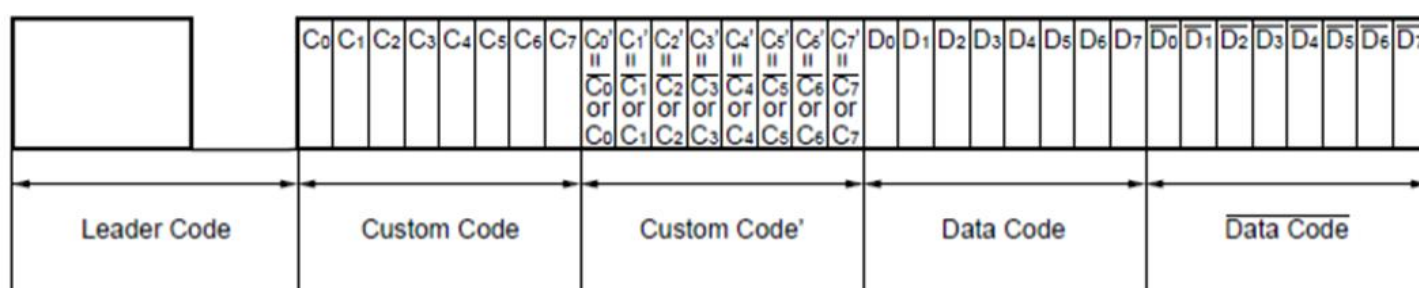 C₀ C₁ C₂ C₃ C₄ C₅ C₆ C₇ C₀' C₁' C₂' C₃' C₄' C₅' C₆' C₇' D₀ D₁ D₂ D₃ D₄ D₅ D₆ D₇ D̅₀ D̅₁ D̅₂ D̅₃ D̅₄ D̅₅ D̅₆ D̅₇
= = = = = = = =
C̅₀ C̅₁ C̅₂ C̅₃ C̅₄ C̅₅ C̅₆ C̅₇
or or or or or or or or
C₀ C₁ C₂ C₃ C₄ C₅ C₆ C₇
Leader Code Custom Code Custom Code' Data Code D̅a̅t̅a̅ ̅C̅o̅d̅e̅